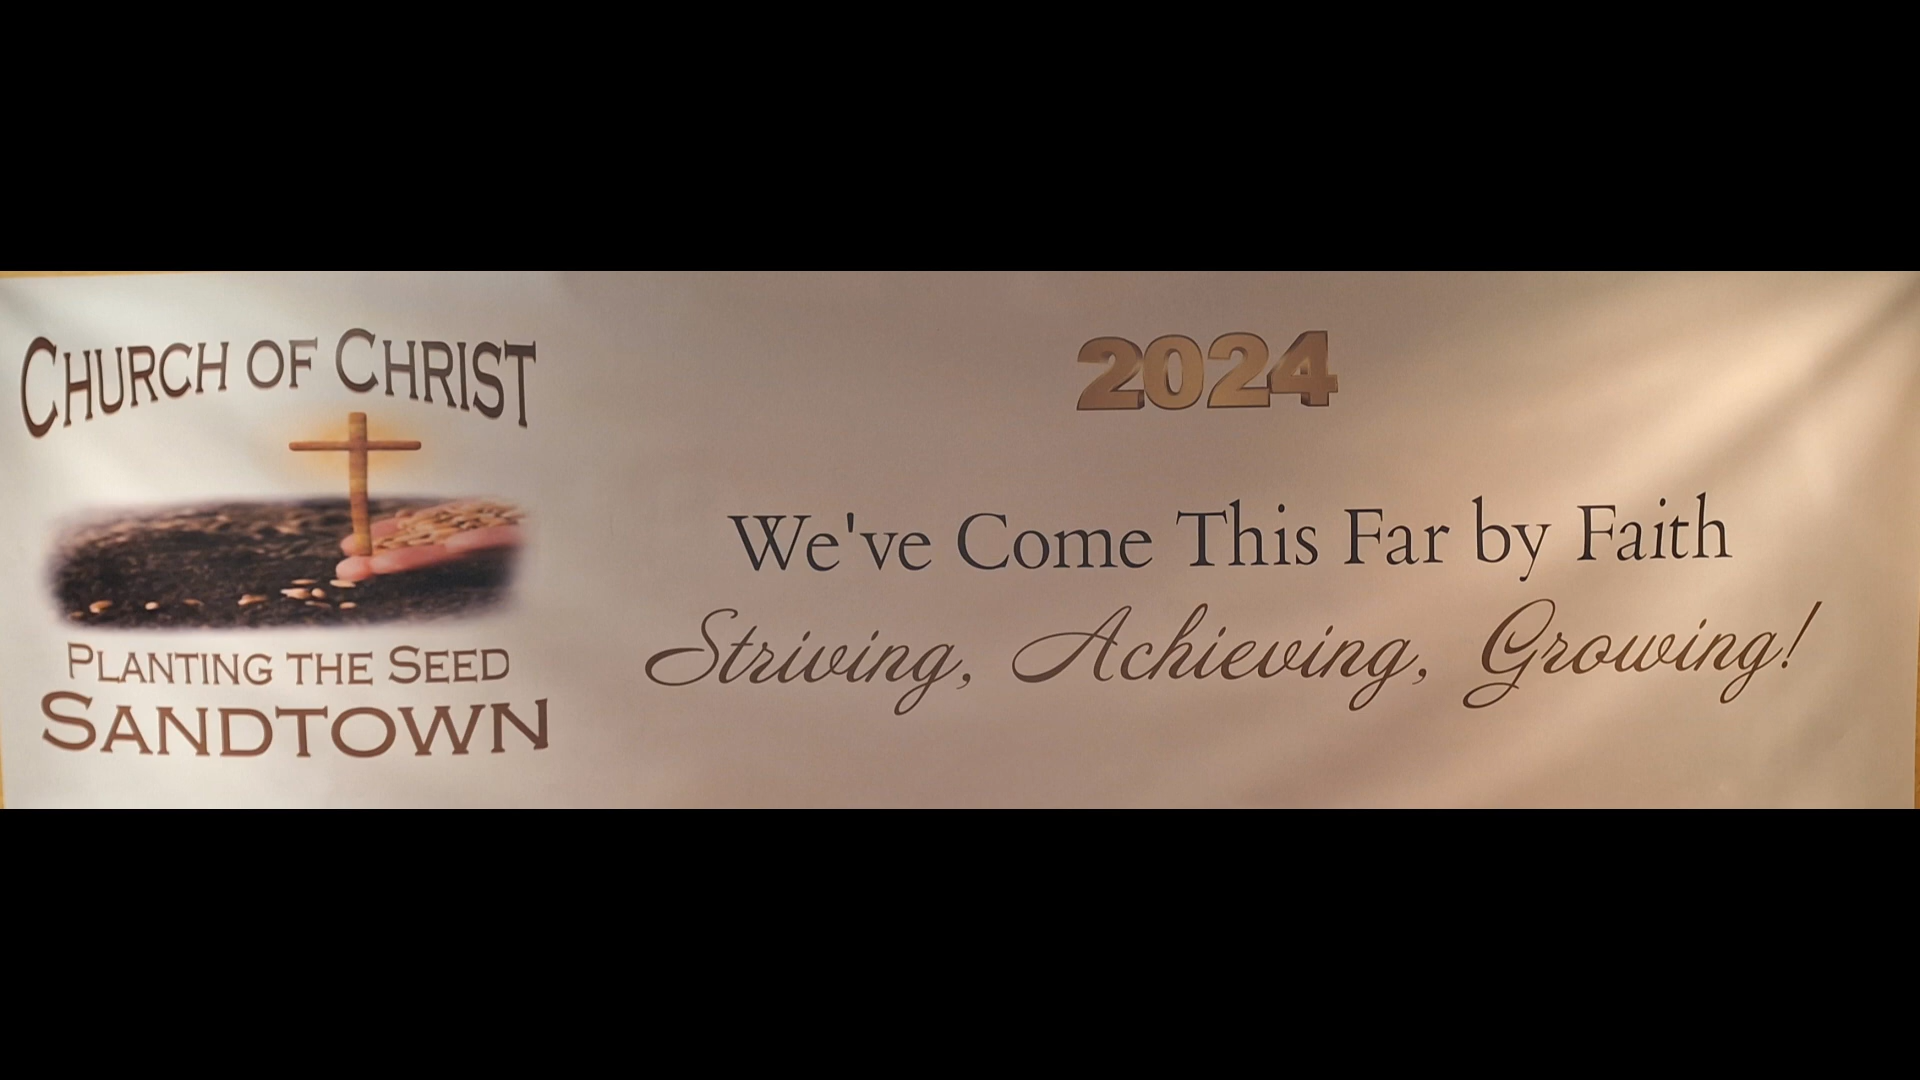 CHURCH OF CHRIST
PLANTING THE SEED
SANDTOWN
2024
We've Come This Far by Faith
Striving, Achieving, Growing!